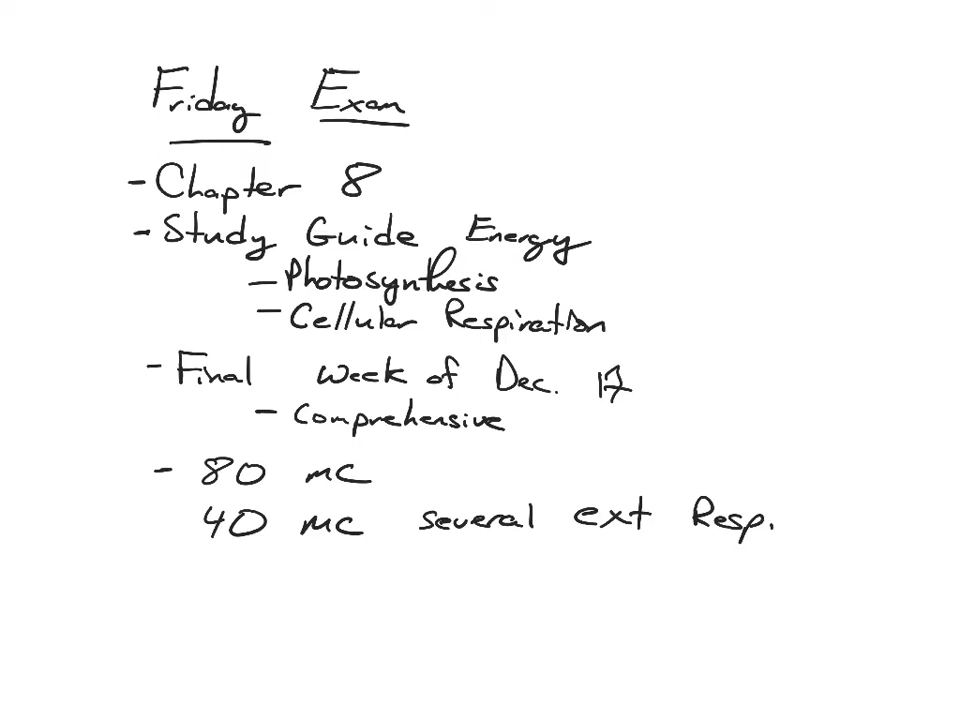 Friday Exam
- Chapter 8
- Study Guide Energy
- Photosynthesis
- Cellular Respiration
- Final week of Dec. 17
- Comprehensive
- 80 MC
40 MC several ext Resp.